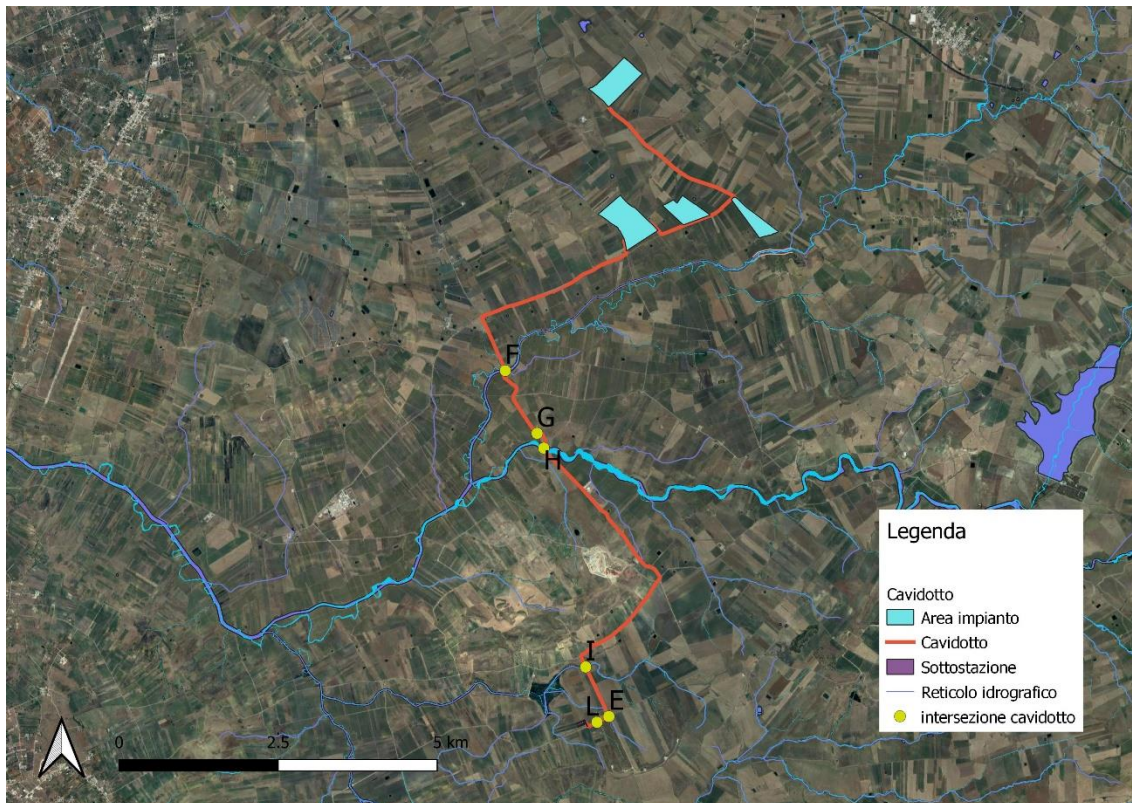 F
G
H
I
L E
Legenda
Cavidotto
Area impianto
Cavidotto
Sottostazione
Reticolo idrografico
intersezione cavidotto
0 2.5 5 km